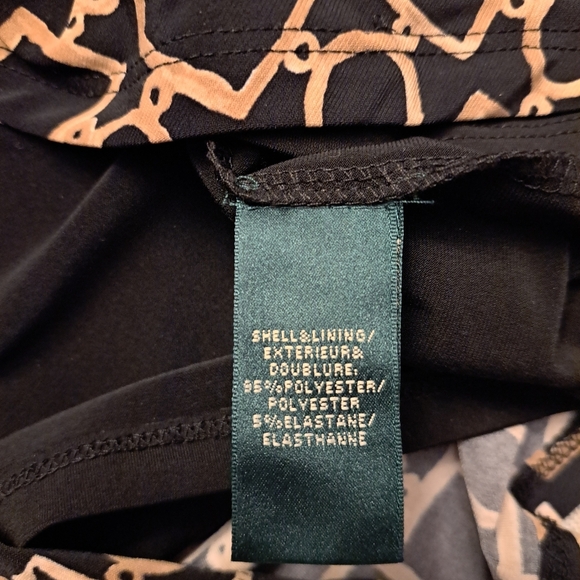 SHELL&LINING/
EXTERIEUR&
DOUBLURE:
95%POLYESTER/
POLYESTER
5%ELASTANE/
ELASTHANNE